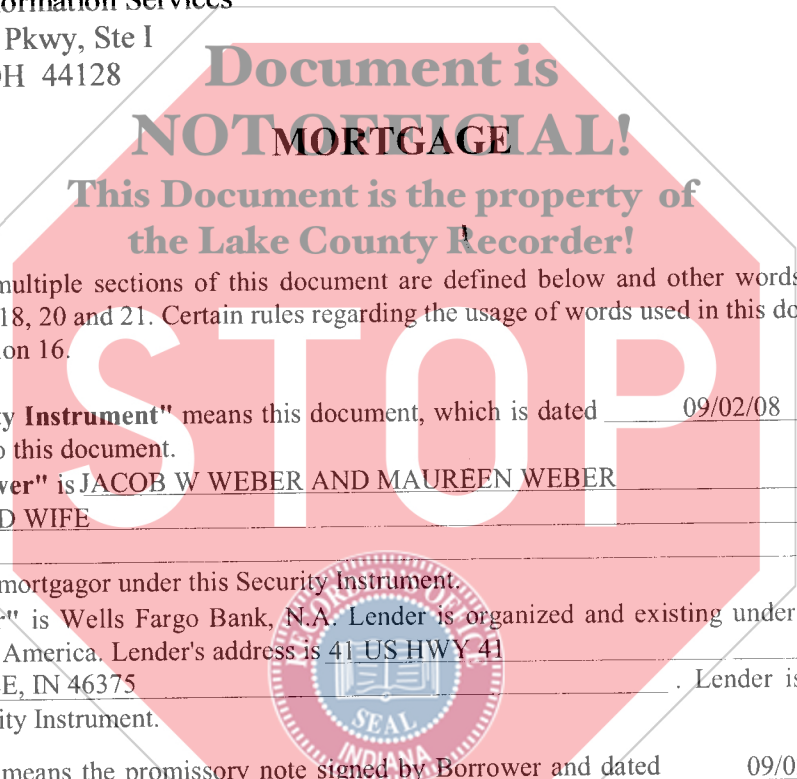 ormation Services
Pkwy, Ste I
OH 44128
Document is
NOT OFFICIAL!
MORTGAGE
This Document is the property of
the Lake County Recorder!
multiple sections of this document are defined below and other words
18, 20 and 21. Certain rules regarding the usage of words used in this do
on 16.
STOP
y Instrument" means this document, which is dated 09/02/08
o this document.
wer" is JACOB W WEBER AND MAUREEN WEBER
D WIFE
mortgagor under this Security Instrument.
r" is Wells Fargo Bank, N.A. Lender is organized and existing under
America. Lender's address is 41 US HWY 41
E, IN 46375 . Lender is
ity Instrument.
SEAL
INDIANA
means the promissory note signed by Borrower and dated 09/0